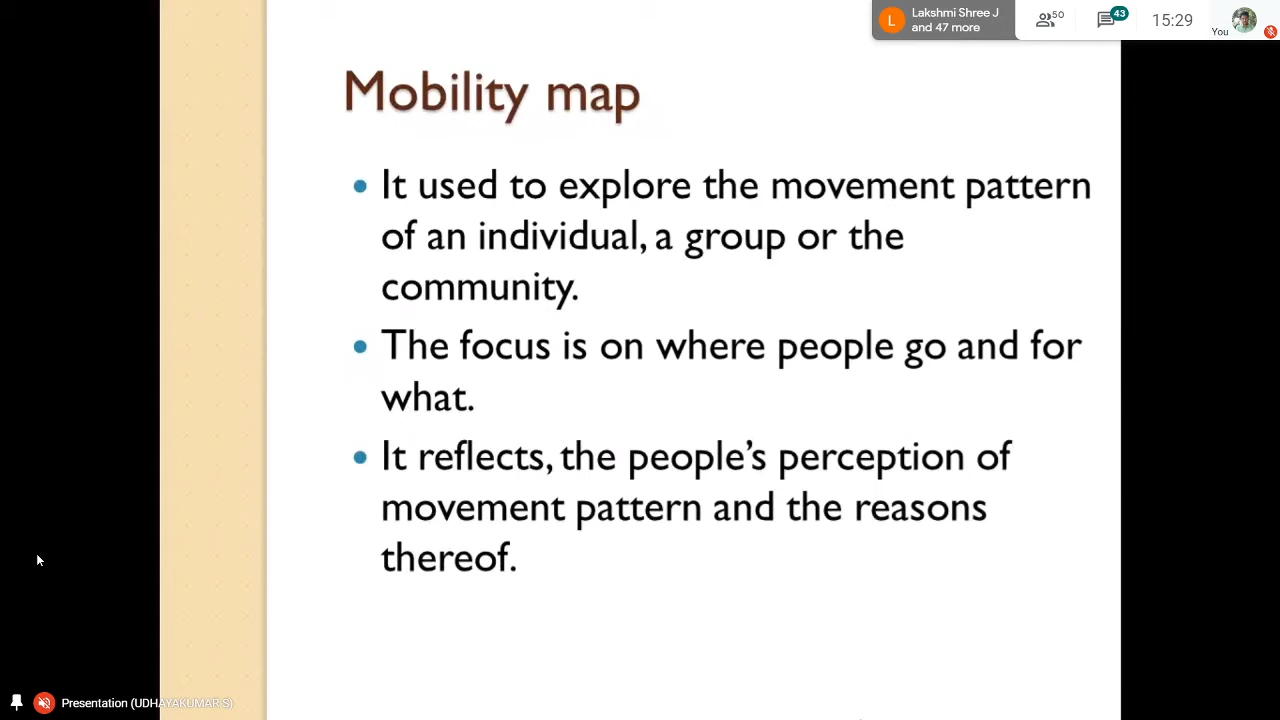 Lakshmi Shree J
and 47 more
50
43
15:29
You
L
Mobility map
It used to explore the movement pattern
of an individual, a group or the
community.
The focus is on where people go and for
what.
It reflects, the people's perception of
movement pattern and the reasons
thereof.
Presentation (UDHAYAKUMAR S)